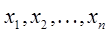 x₁, x₂, ..., xₙ